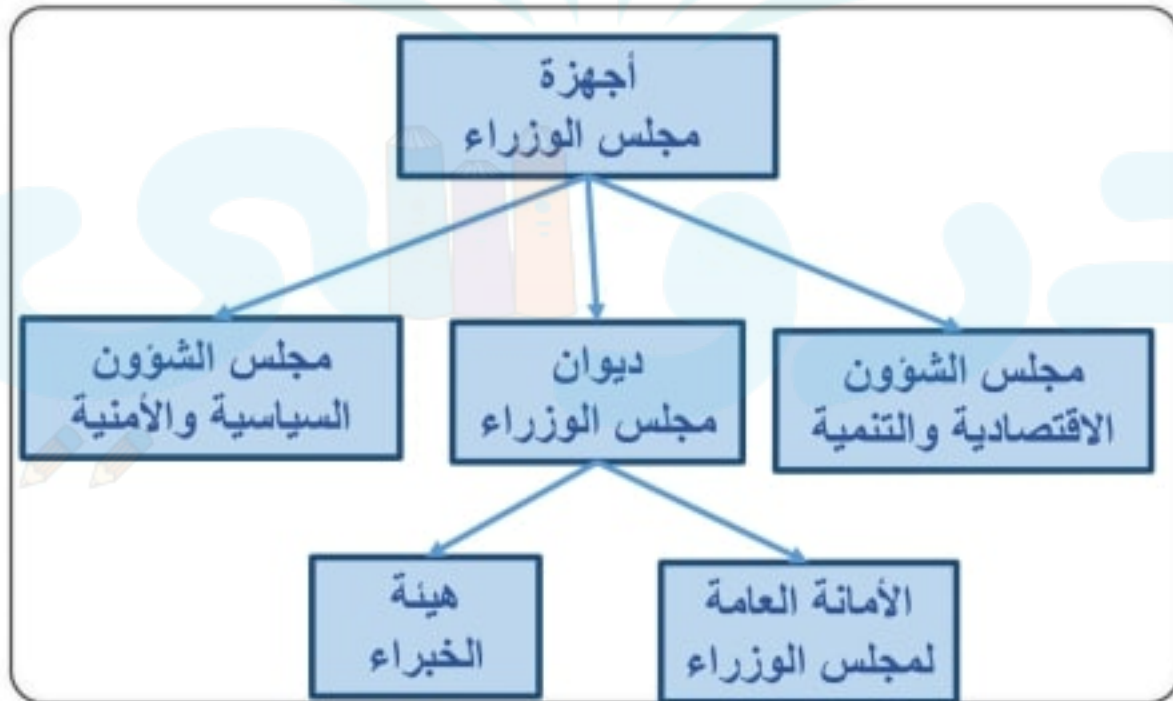 أجهزة
مجلس الوزراء
مجلس الشؤون
الاقتصادية والتنمية
ديوان
مجلس الوزراء
مجلس الشؤون
السياسية والأمنية
الأمانة العامة
لمجلس الوزراء
هيئة
الخبراء